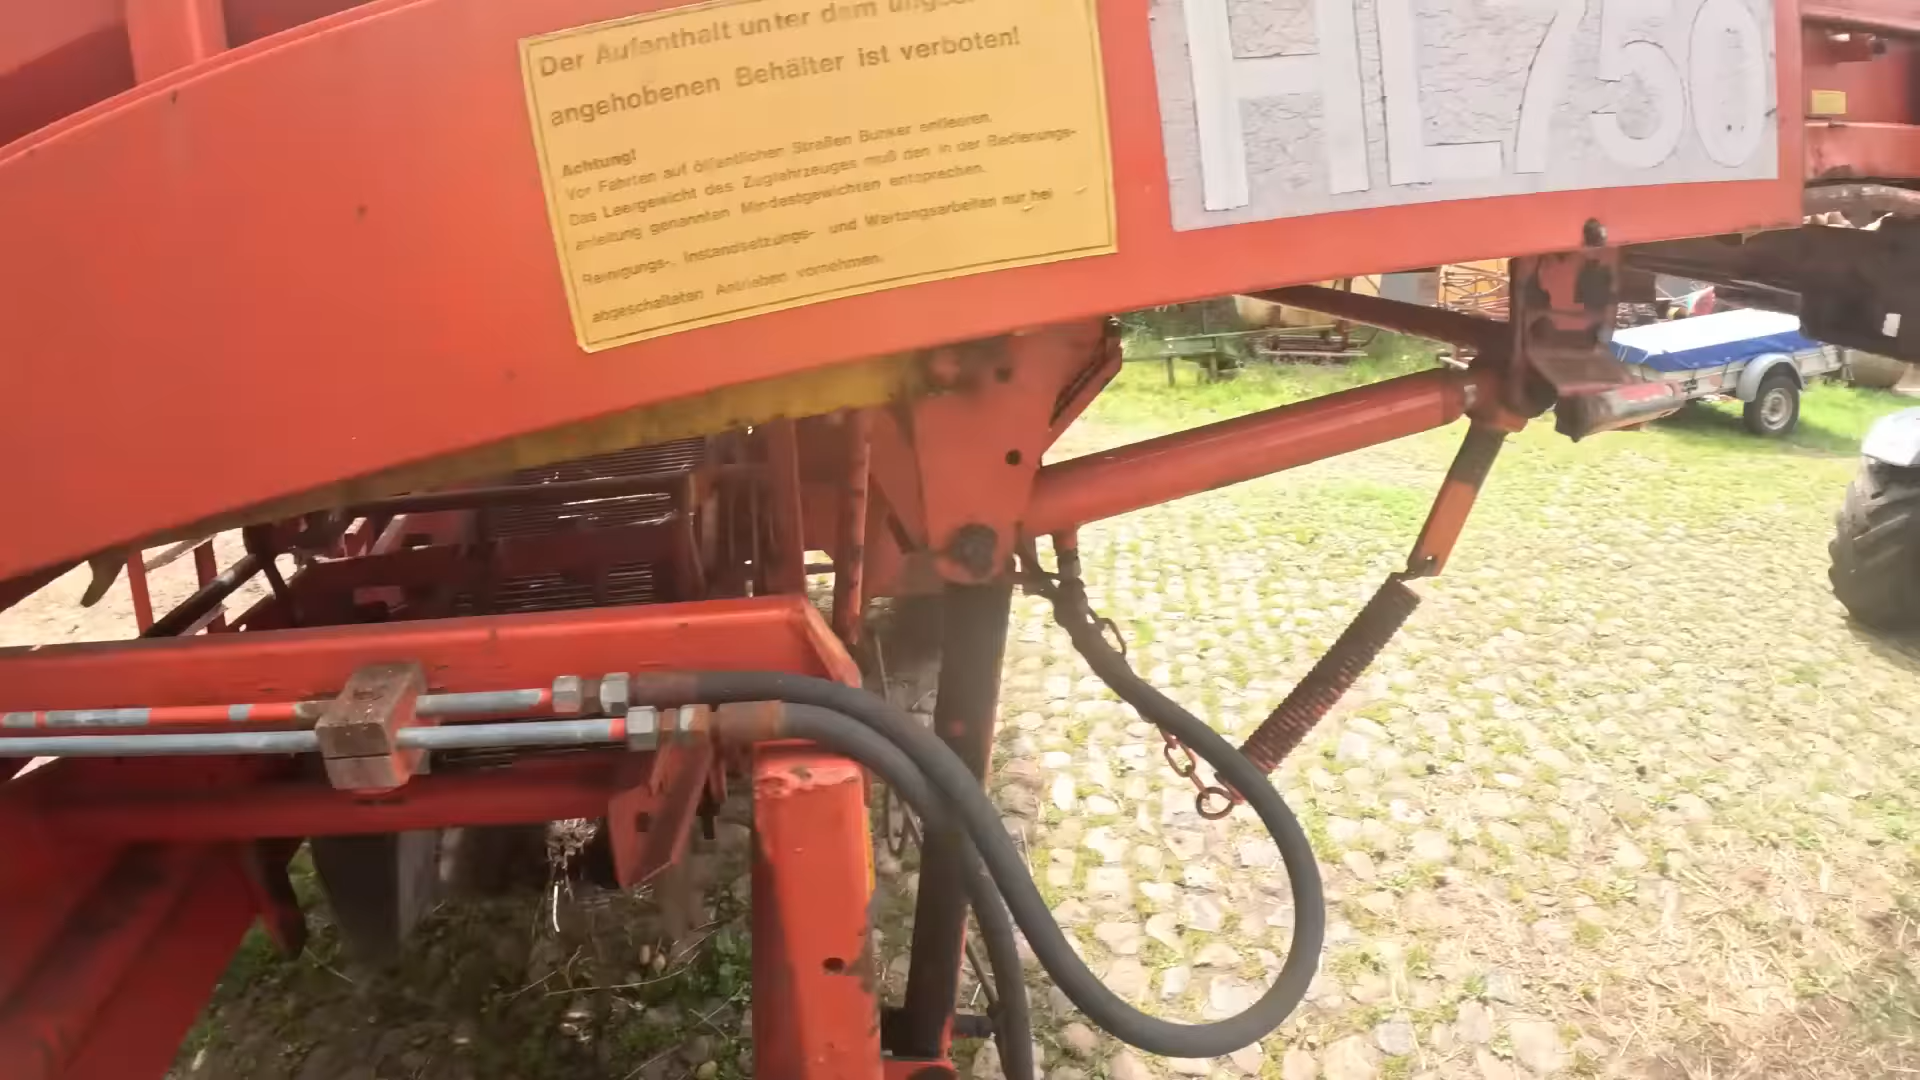 Der Aufenthalt unter dem
angehobenen Behälter ist verboten!
Achtung!
Vor Fahrten auf öffentlichen Straßen Bunker entleeren.
Das Leergewicht des Zugfahrzeuges muß den in der Bedienungs-
anleitung genannten Mindestgewichten entsprechen.
Reinigungs-, Instandsetzungs- und Wartungsarbeiten nur bei
abgeschalteten Antrieben vornehmen.
HL750